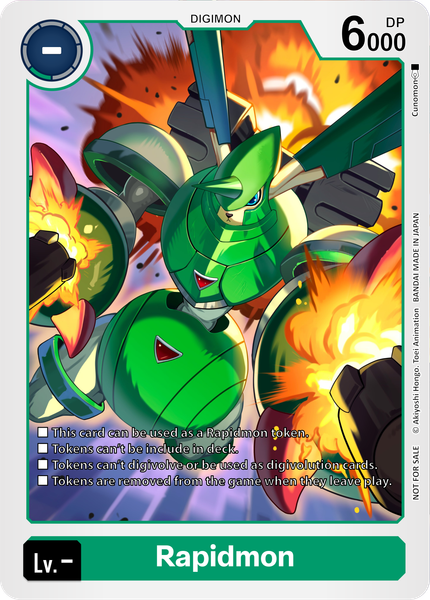 DIGIMON
DP
6000
-
Cunomon
□ This card can be used as a Rapidmon token.
□ Tokens can't be include in deck.
□ Tokens can't digivolve or be used as digivolution cards.
□ Tokens are removed from the game when they leave play.
NOT FOR SALE © Akiyoshi Hongo, Toei Animation BANDAI MADE IN JAPAN
Lv.-
Rapidmon